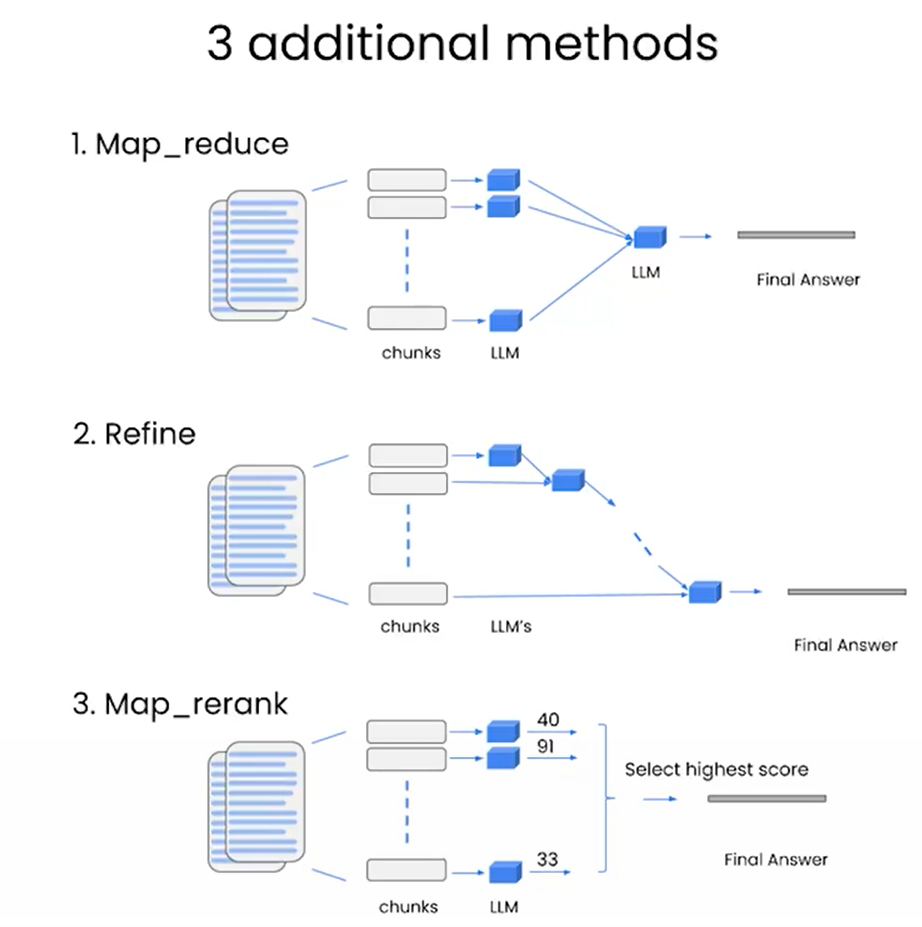 3 additional methods
1. Map_reduce
LLM
Final Answer
chunks
LLM
2. Refine
chunks
LLM's
Final Answer
3. Map_rerank
40
91
Select highest score
33
Final Answer
chunks
LLM